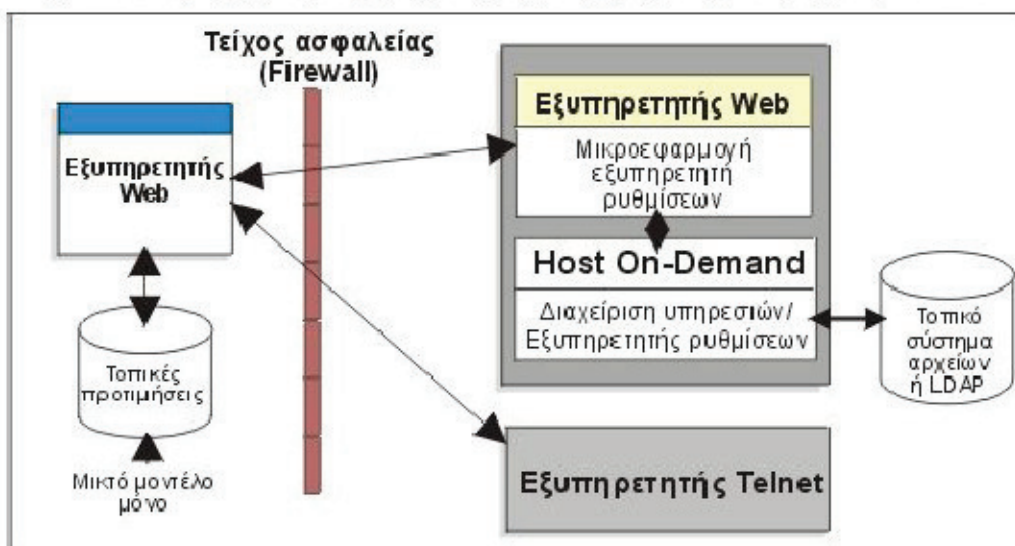 Τείχος ασφαλείας
(Firewall)
Εξυπηρετητής
Web
Τοπικές
προτιμήσεις
Μικτό μοντέλο
μόνο
Εξυπηρετητής Web
Μικροεφαρμογή
εξυπηρετητή
ρυθμίσεων
Host On-Demand
Διαχείριση υπηρεσιών/
Εξυπηρετητής ρυθμίσεων
Τοπικό
σύστημα
αρχείων
ή LDAP
Εξυπηρετητής Telnet